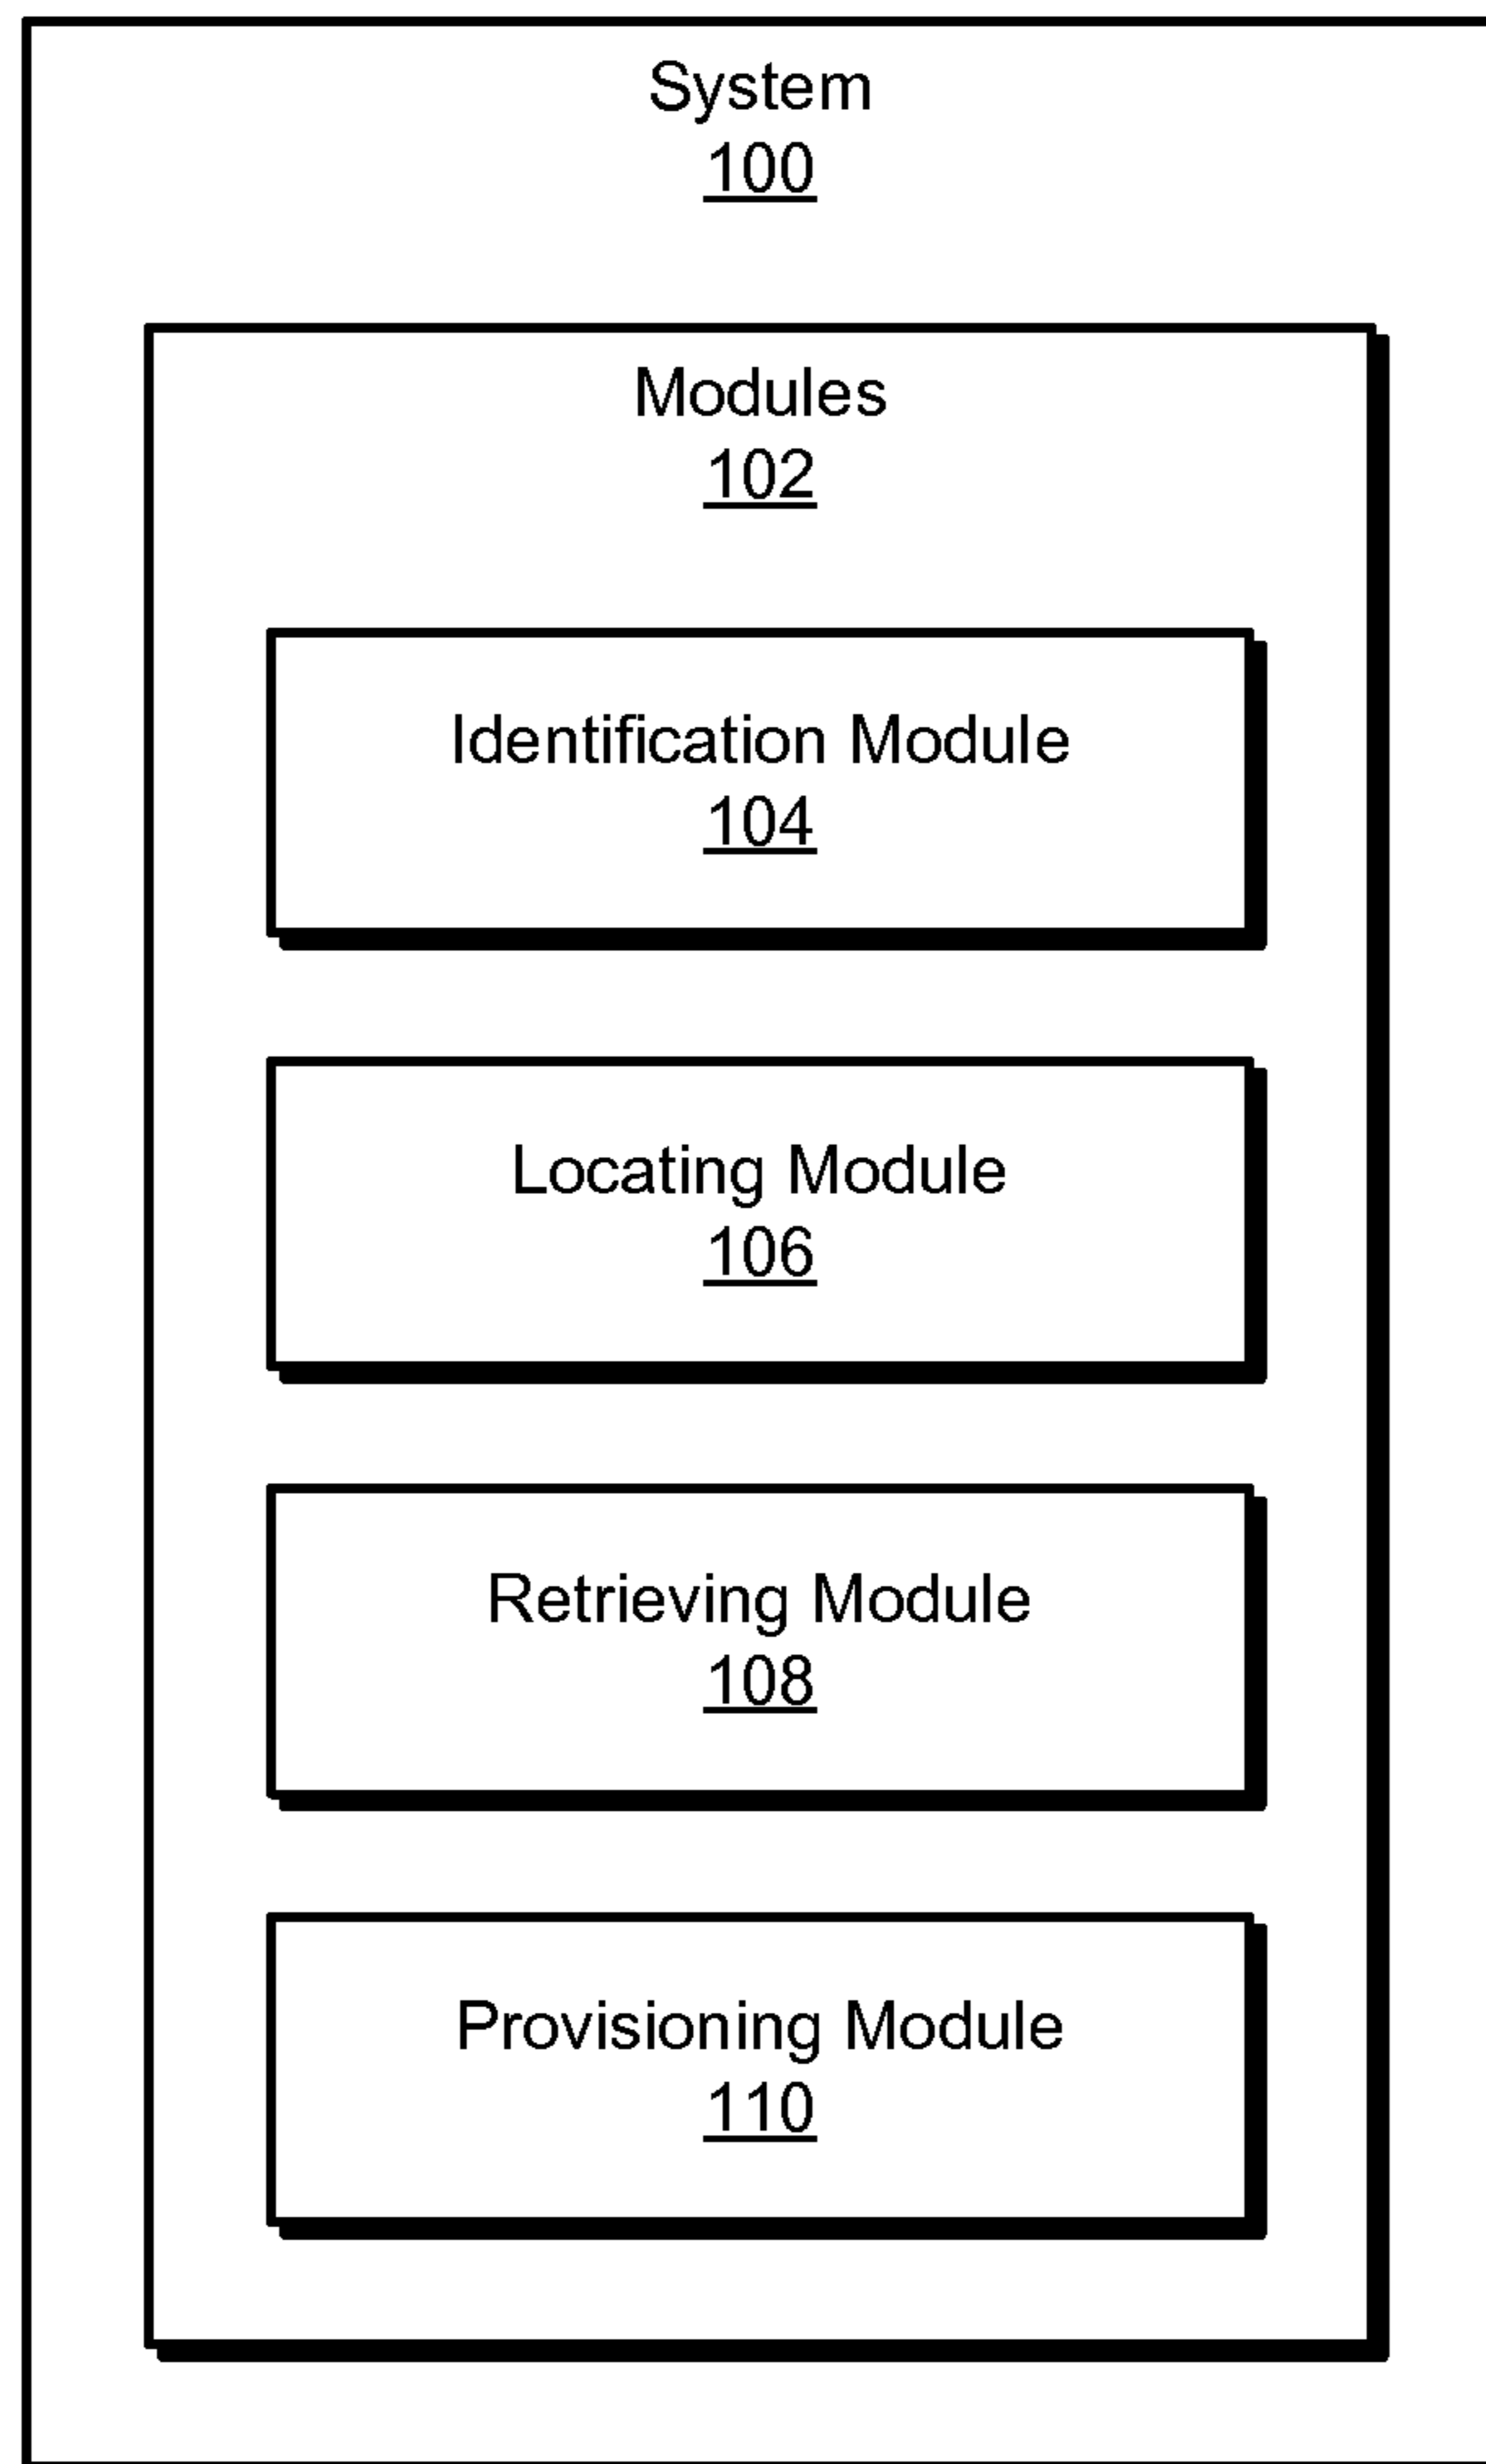 System
100
Modules
102
Identification Module
104
Locating Module
106
Retrieving Module
108
Provisioning Module
110